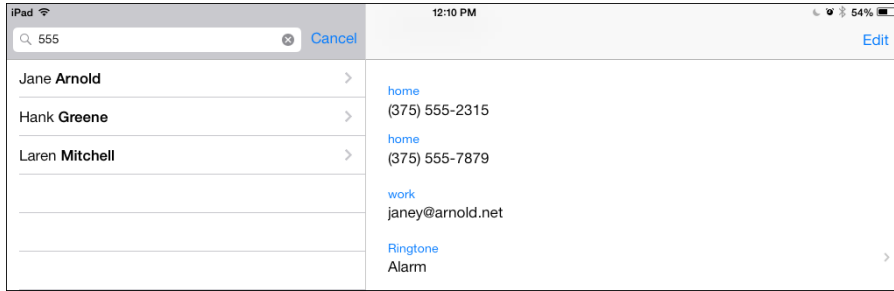 iPad 12:10 PM 54%
555 Cancel
Edit
Jane Arnold
Hank Greene
Laren Mitchell
home
(375) 555-2315
home
(375) 555-7879
work
janey@arnold.net
Ringtone
Alarm